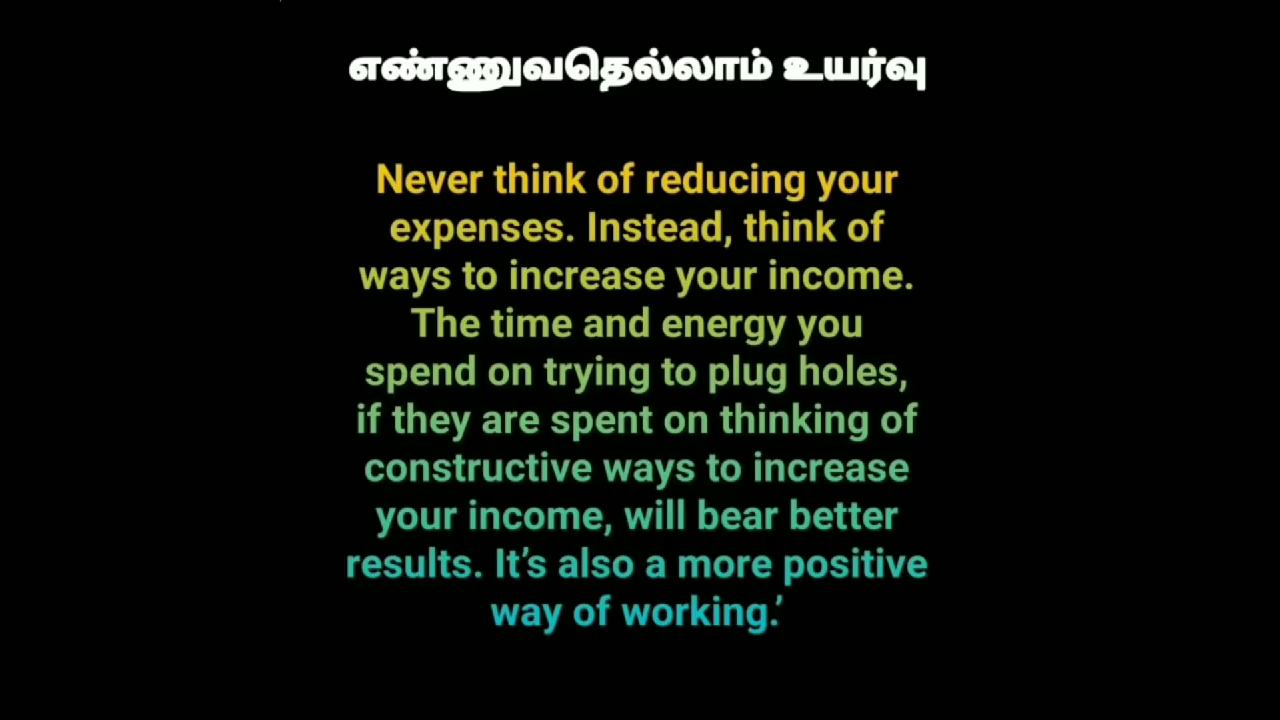 எண்ணுவதெல்லாம் உயர்வு
Never think of reducing your
expenses. Instead, think of
ways to increase your income.
The time and energy you
spend on trying to plug holes,
if they are spent on thinking of
constructive ways to increase
your income, will bear better
results. It’s also a more positive
way of working.’